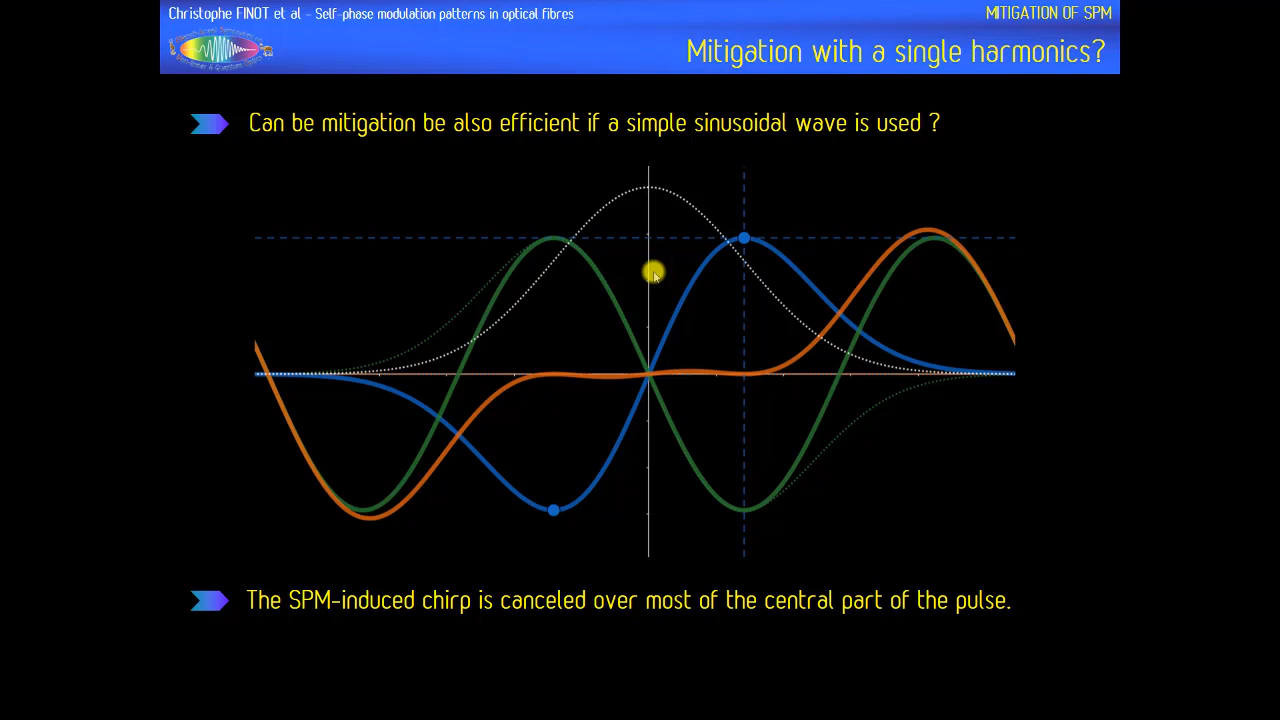 Christophe FINOT et al - Self-phase modulation patterns in optical fibres
MITIGATION OF SPM
Mitigation with a single harmonics?
Can be mitigation be also efficient if a simple sinusoidal wave is used ?
The SPM-induced chirp is canceled over most of the central part of the pulse.